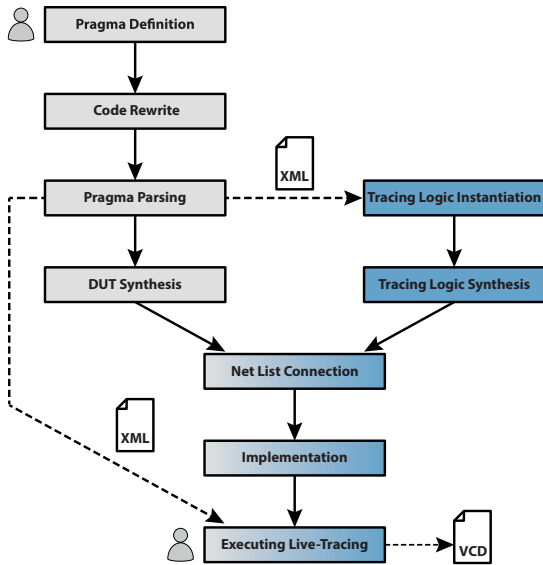 Pragma Definition
Code Rewrite
XML
Pragma Parsing
Tracing Logic Instantiation
DUT Synthesis
Tracing Logic Synthesis
Net List Connection
XML
Implementation
Executing Live-Tracing
VCD